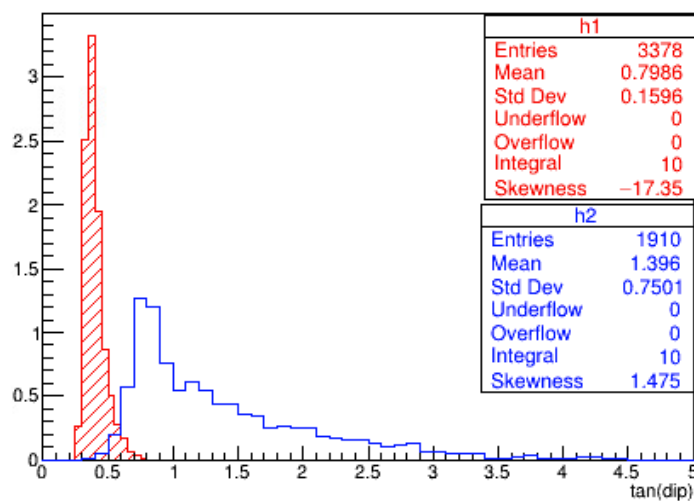 h1
Entries 3378
Mean 0.7986
Std Dev 0.1596
Underflow 0
Overflow 0
Integral 10
Skewness −17.35
h2
Entries 1910
Mean 1.396
Std Dev 0.7501
Underflow 0
Overflow 0
Integral 10
Skewness 1.475
3
2.5
2
1.5
1
0.5
0
0 0.5 1 1.5 2 2.5 3 3.5 4 4.5 5
tan(dip)